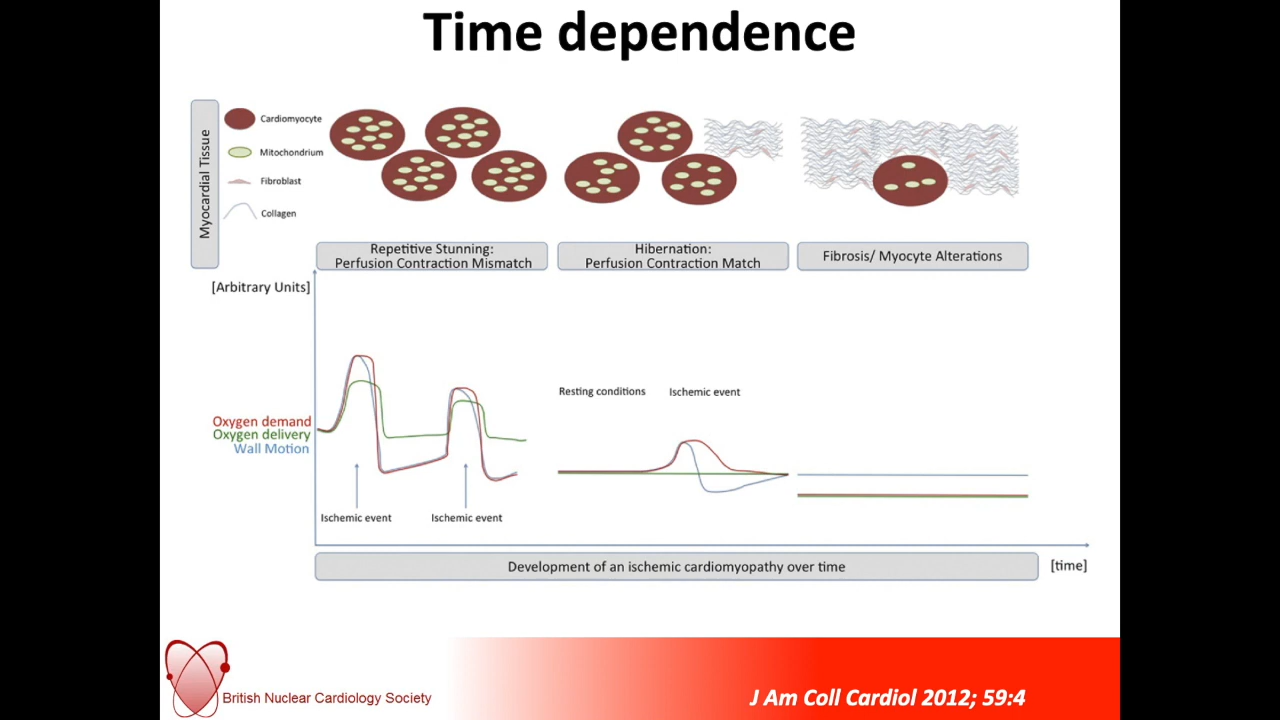 Time dependence
Myocardial Tissue
Cardiomyocyte
Mitochondrium
Fibroblast
Collagen
Repetitive Stunning:
Perfusion Contraction Mismatch
Hibernation:
Perfusion Contraction Match
Fibrosis/ Myocyte Alterations
[Arbitrary Units]
Resting conditions
Ischemic event
Oxygen demand
Oxygen delivery
Wall Motion
Ischemic event
Ischemic event
Development of an ischemic cardiomyopathy over time
[time]
British Nuclear Cardiology Society
J Am Coll Cardiol 2012; 59:4